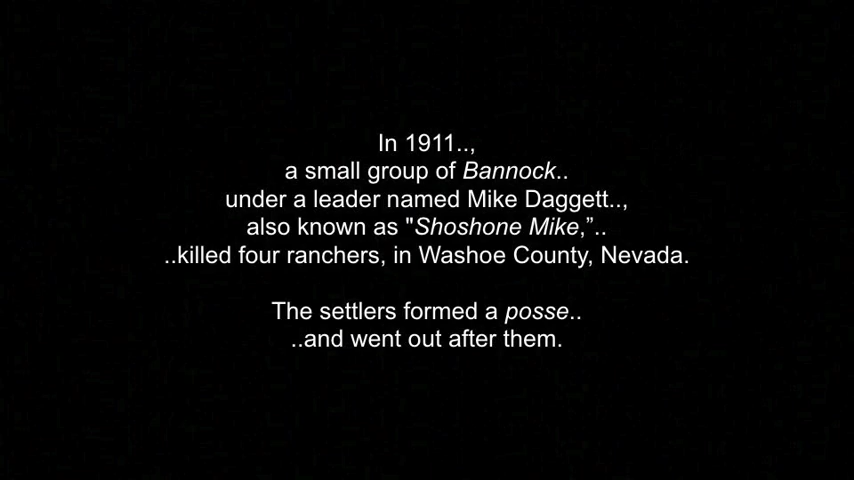 In 1911..,
a small group of Bannock..
under a leader named Mike Daggett..,
also known as "Shoshone Mike,”..
..killed four ranchers, in Washoe County, Nevada.
The settlers formed a posse..
..and went out after them.